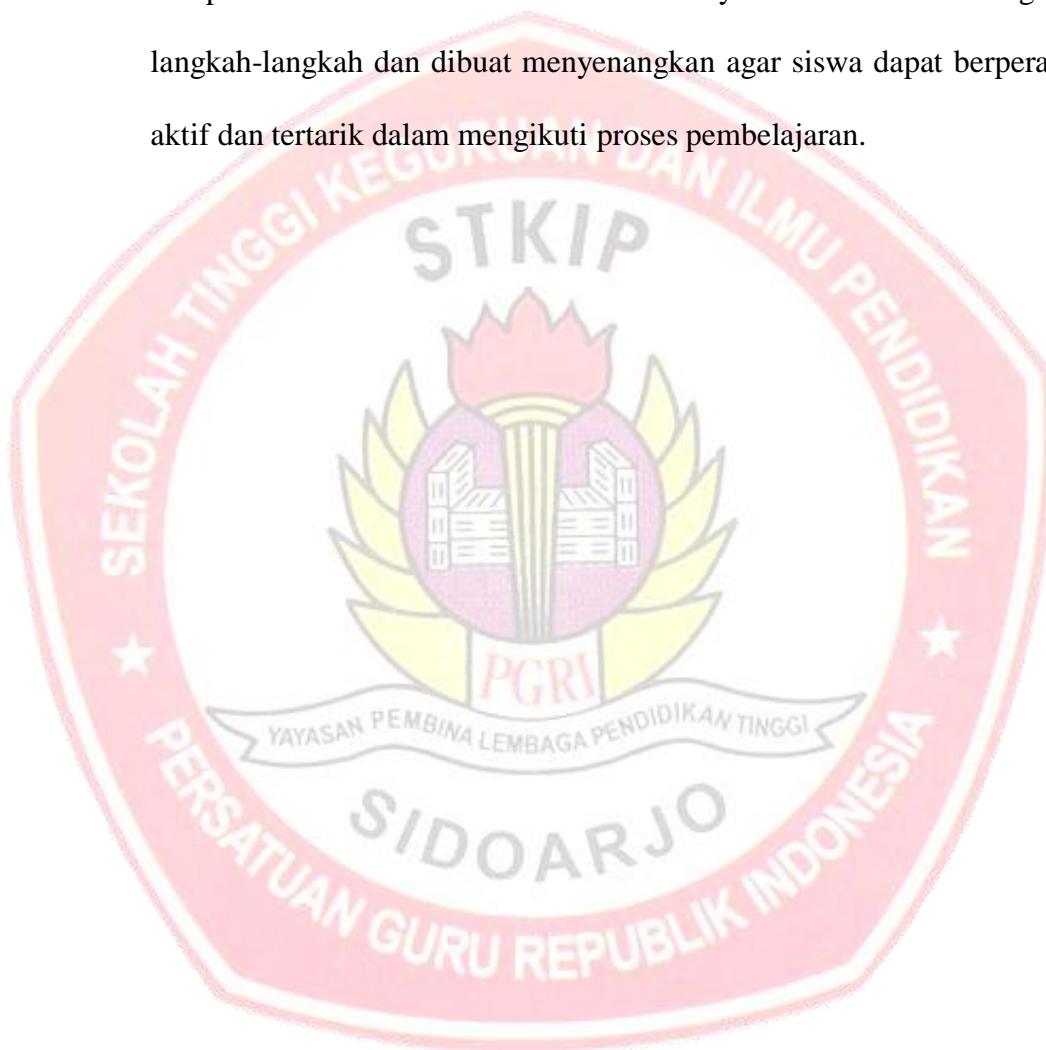 langkah-langkah dan dibuat menyenangkan agar siswa dapat berpera
aktif dan tertarik dalam mengikuti proses pembelajaran.
SEKOLAH TINGGI KEGURUAN DAN ILMU PENDIDIKAN
STKIP
PGRI
YAYASAN PEMBINA LEMBAGA PENDIDIKAN TINGGI
SIDOARJO
PERSATUAN GURU REPUBLIK INDONESIA